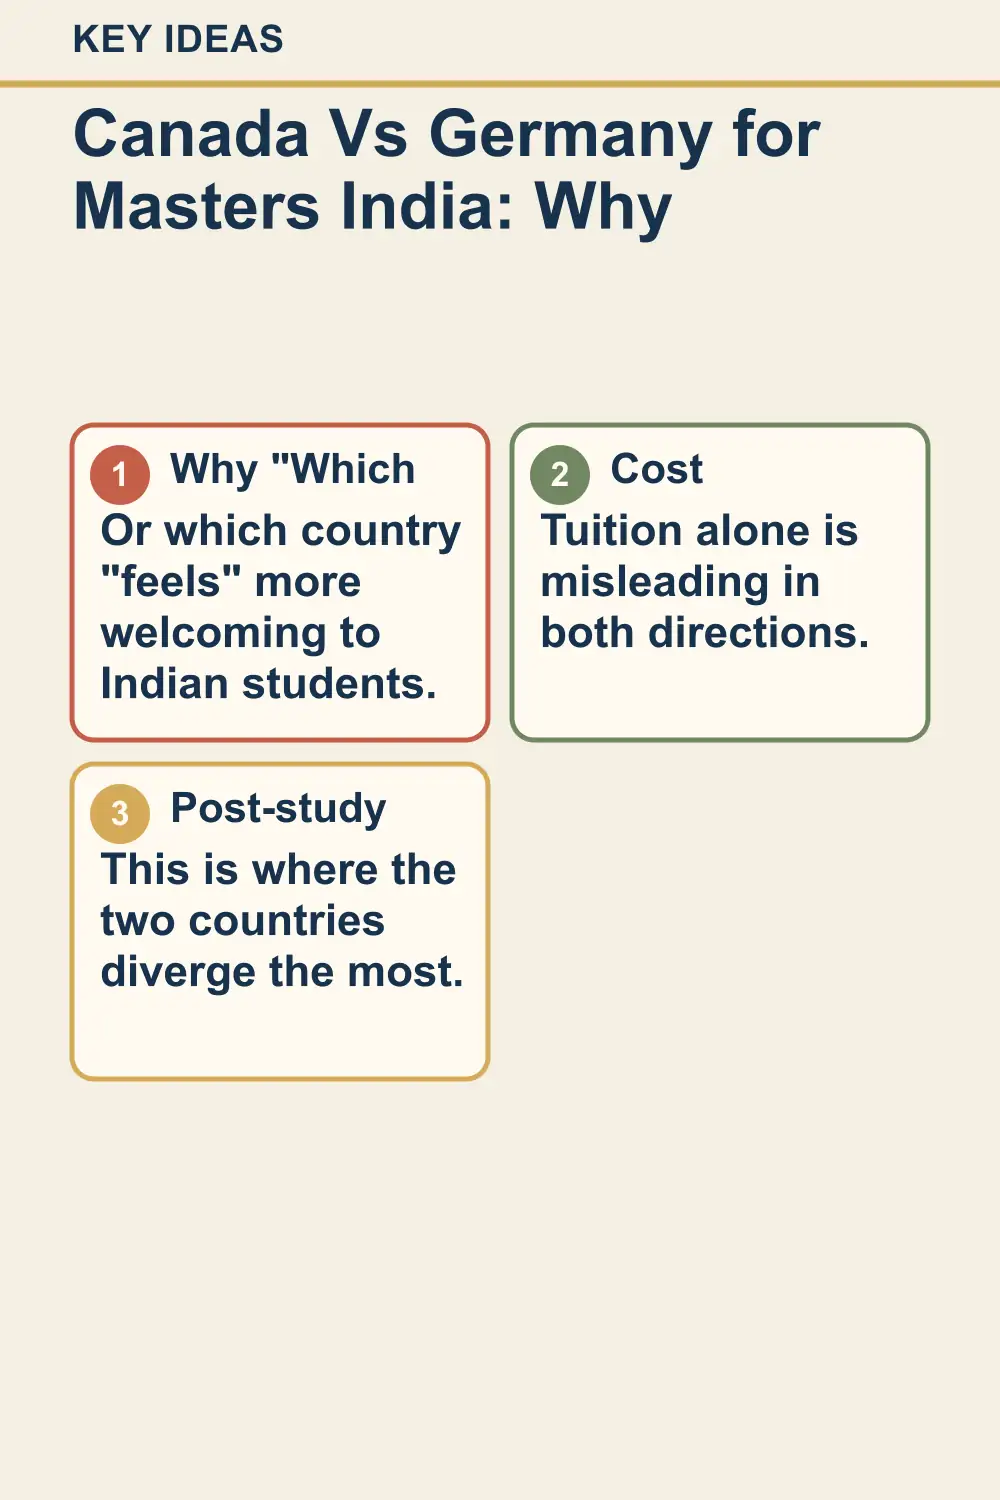 KEY IDEAS
Canada Vs Germany for
Masters India: Why
1 Why "Which
Or which country
"feels" more
welcoming to
Indian students.
2 Cost
Tuition alone is
misleading in
both directions.
3 Post-study
This is where the
two countries
diverge the most.